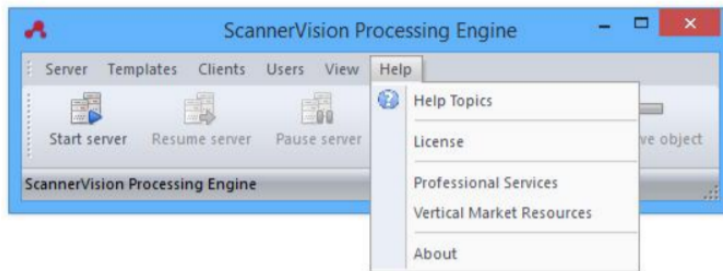 ScannerVision Processing Engine
Server Templates Clients Users View Help
Start server Resume server Pause server
ve object
ScannerVision Processing Engine
Help Topics
License
Professional Services
Vertical Market Resources
About